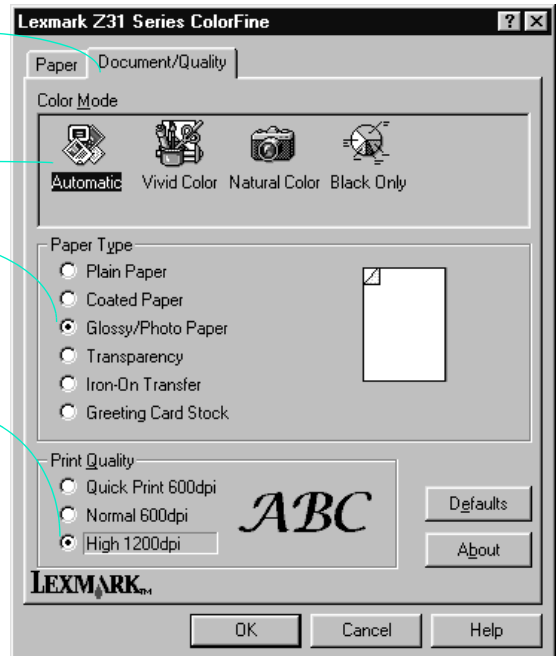 Lexmark Z31 Series ColorFine
Paper Document/Quality
Color Mode
Automatic Vivid Color Natural Color Black Only
Paper Type
Plain Paper
Coated Paper
Glossy/Photo Paper
Transparency
Iron-On Transfer
Greeting Card Stock
Print Quality
Quick Print 600dpi
Normal 600dpi
High 1200dpi
ABC
Defaults
About
LEXMARK™
OK Cancel Help